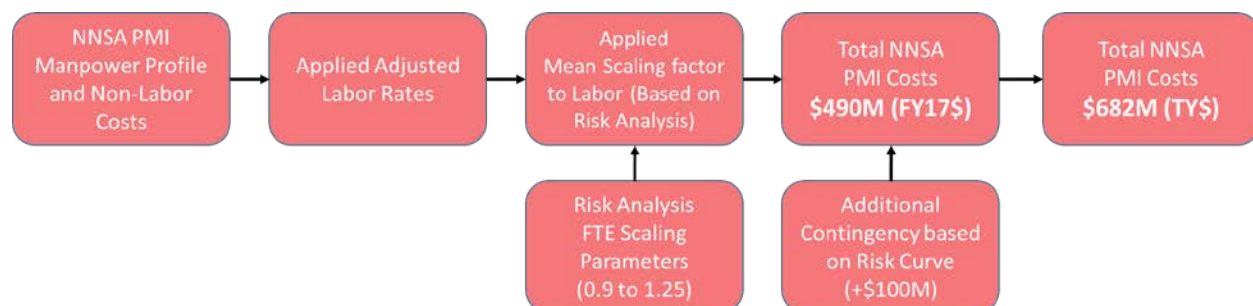 NNSA PMI
Manpower Profile
and Non-Labor
Costs
Applied Adjusted
Labor Rates
Applied
Mean Scaling factor
to Labor (Based on
Risk Analysis)
Total NNSA
PMI Costs
$490M (FY17$)
Total NNSA
PMI Costs
$682M (TY$)
Risk Analysis
FTE Scaling
Parameters
(0.9 to 1.25)
Additional
Contingency based
on Risk Curve
(+$100M)